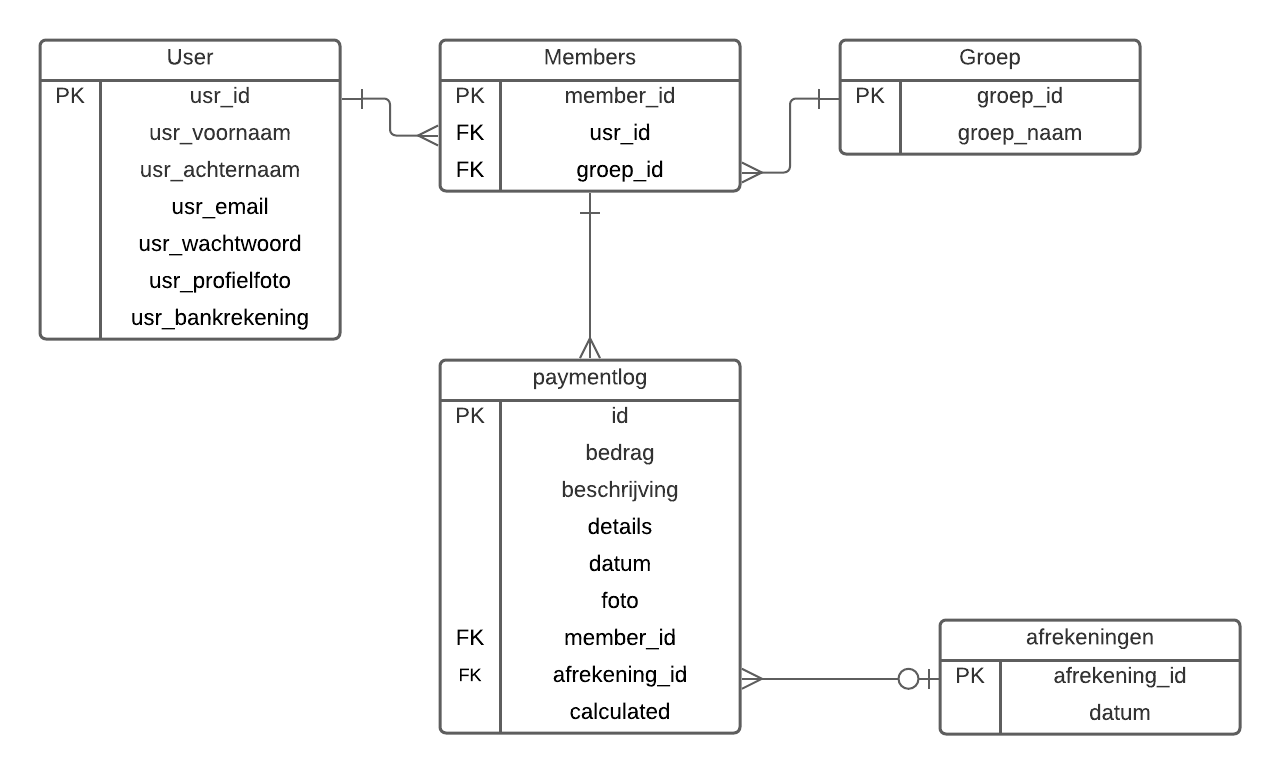 User
PK usr_id
usr_voornaam
usr_achternaam
usr_email
usr_wachtwoord
usr_profielfoto
usr_bankrekening
Members
PK member_id
FK usr_id
FK groep_id
Groep
PK groep_id
groep_naam
paymentlog
PK id
bedrag
beschrijving
details
datum
foto
FK member_id
FK afrekening_id
calculated
afrekeningen
PK afrekening_id
datum